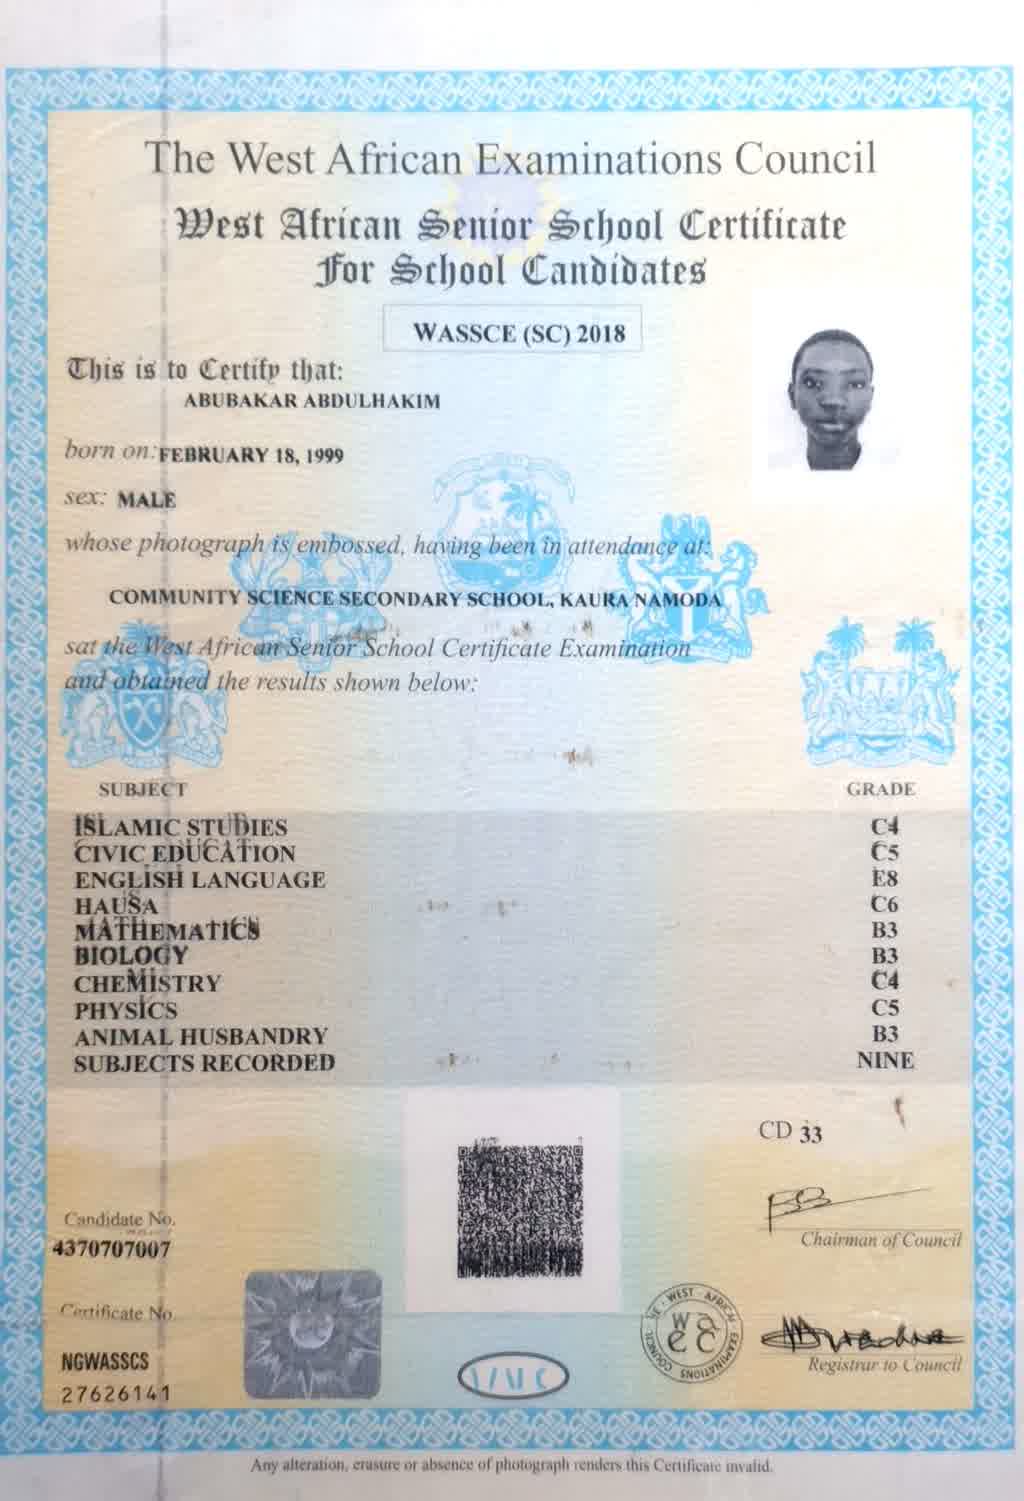 The West African Examinations Council
West African Senior School Certificate
For School Candidates
WASSCE (SC) 2018
This is to Certify that:
ABUBAKAR ABDULHAKIM
born on: FEBRUARY 18, 1999
sex: MALE
whose photograph is embossed, having been in attendance at:
COMMUNITY SCIENCE SECONDARY SCHOOL, KAURA NAMODA
sat the West African Senior School Certificate Examination
and obtained the results shown below:
SUBJECT GRADE
ISLAMIC STUDIES C4
CIVIC EDUCATION C5
ENGLISH LANGUAGE E8
HAUSA C6
MATHEMATICS B3
BIOLOGY B3
CHEMISTRY C4
PHYSICS C5
ANIMAL HUSBANDRY B3
SUBJECTS RECORDED NINE
CD 33
Chairman of Council
Candidate No.
4370707007
Certificate No.
NGWASSCS
27626141
THE WEST AFRICAN EXAMINATIONS COUNCIL
waec
Registrar to Council
Any alteration, erasure or absence of photograph renders this Certificate invalid.